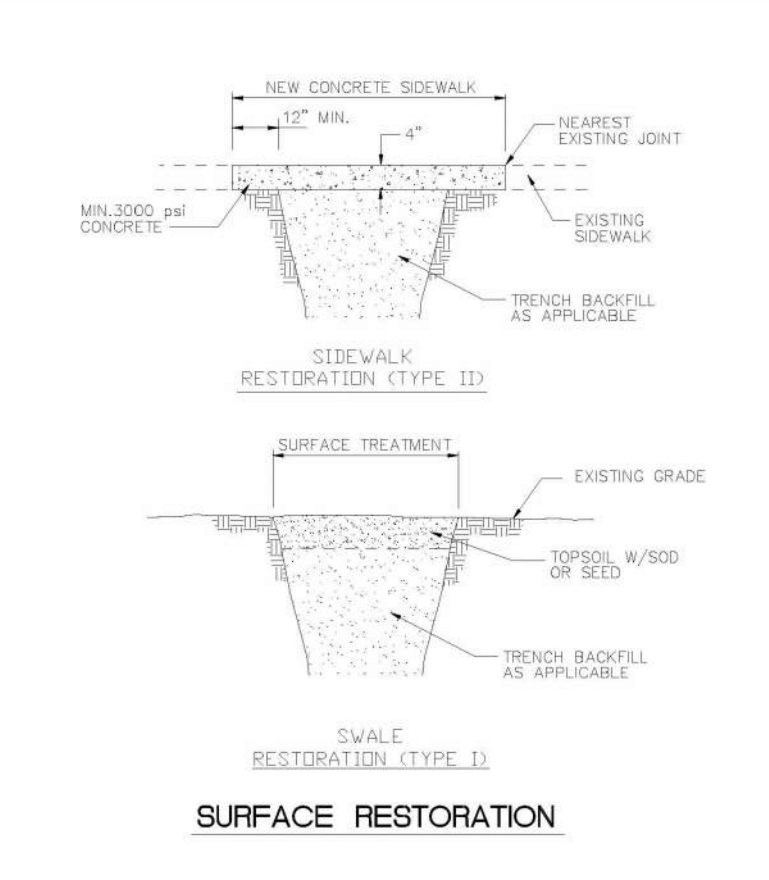 NEW CONCRETE SIDEWALK
12" MIN.
4"
NEAREST
EXISTING JOINT
MIN.3000 psi
CONCRETE
EXISTING
SIDEWALK
TRENCH BACKFILL
AS APPLICABLE
SIDEWALK
RESTORATION (TYPE II)
SURFACE TREATMENT
EXISTING GRADE
TOPSOIL W/SOD
OR SEED
TRENCH BACKFILL
AS APPLICABLE
SWALE
RESTORATION (TYPE I)
SURFACE RESTORATION